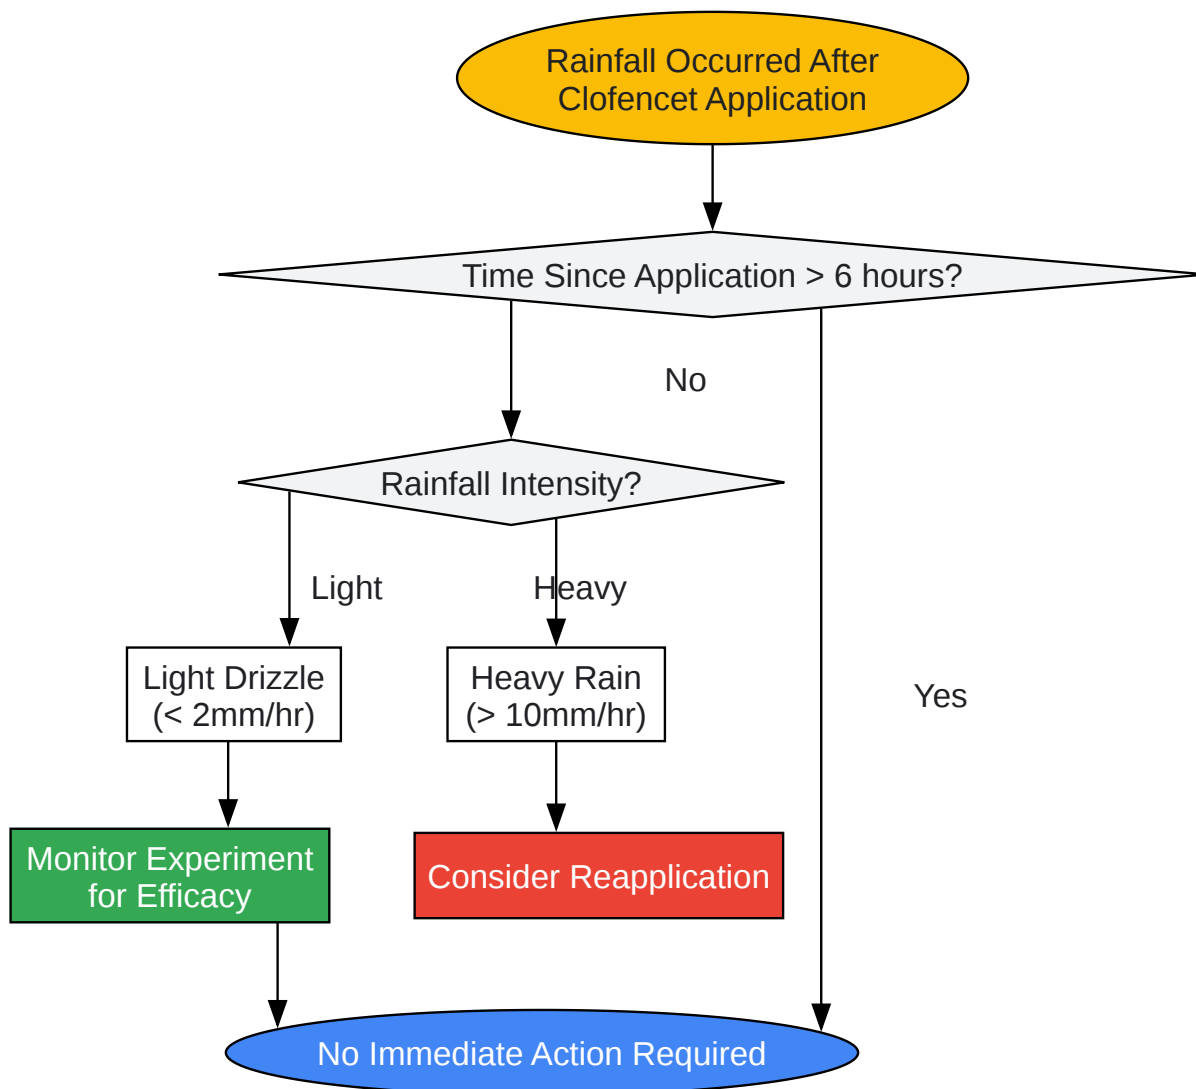 Rainfall Occurred After
Clofencet Application
Time Since Application > 6 hours?
No
Rainfall Intensity?
Light
Heavy
Light Drizzle
(< 2mm/hr)
Heavy Rain
(> 10mm/hr)
Yes
Monitor Experiment
for Efficacy
Consider Reapplication
No Immediate Action Required